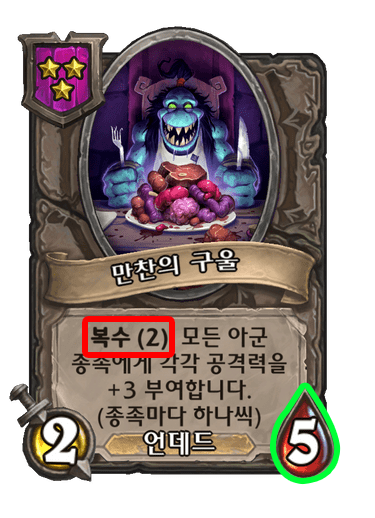 만찬의 구울
복수 (2) 모든 아군
종족에게 각각 공격력을
+3 부여합니다.
(종족마다 하나씩)
언데드
2
5